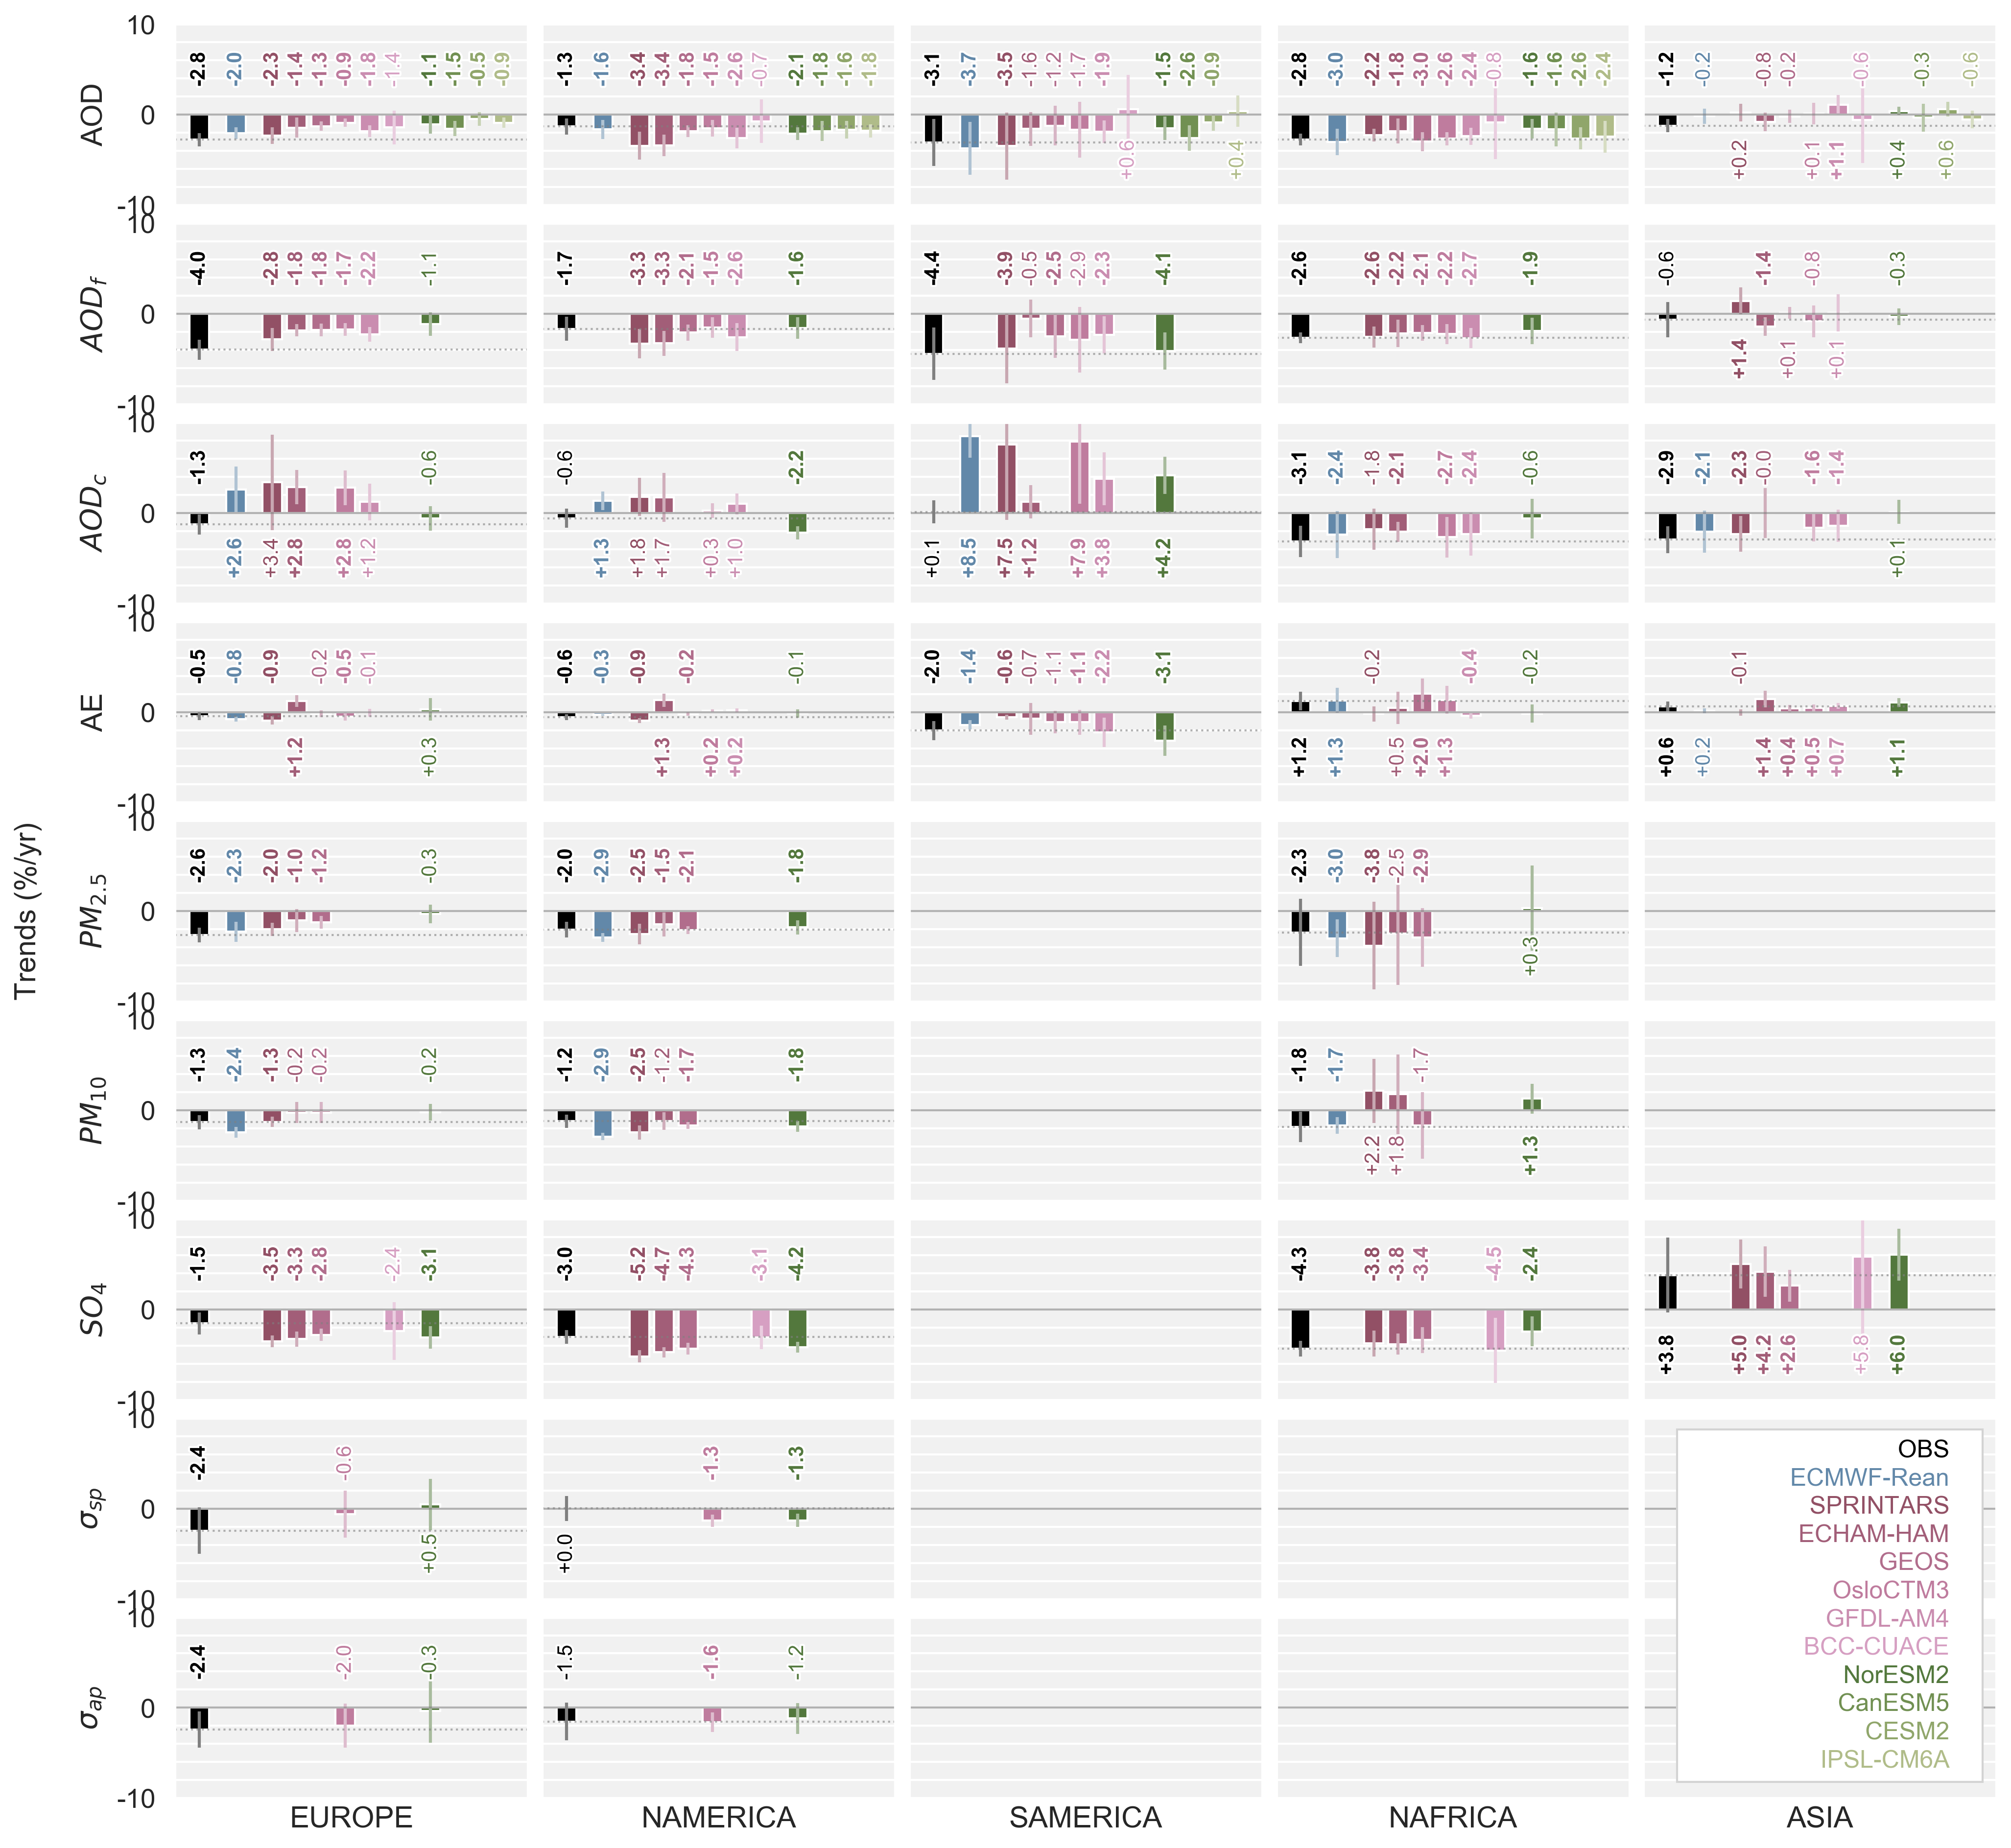 Trends (%/yr)
AOD
10
0
-10
-2.8 -2.0 -2.3 -1.4 -1.3 -0.9 -1.8 -1.4 -1.1 -1.5 -0.5 -0.9
-1.3 -1.6 -3.4 -3.4 -1.8 -1.5 -2.6 -0.7 -2.1 -1.8 -1.6 -1.8
-3.1 -3.7 -3.5 -1.6 -1.2 -1.7 -1.9 +0.6 -1.5 -2.6 -0.9 +0.4
-2.8 -3.0 -2.2 -1.8 -3.0 -2.6 -2.4 -0.8 -1.6 -1.6 -2.6 -2.4
-1.2 -0.2 +0.2 -0.8 -0.2 +0.1 +1.1 -0.6 +0.4 -0.3 +0.6 -0.6
AOD_f
10
0
-10
-4.0 -2.8 -1.8 -1.8 -1.7 -2.2 -1.1
-1.7 -3.3 -3.3 -2.1 -1.5 -2.6 -1.6
-4.4 -3.9 -0.5 -2.5 -2.9 -2.3 -4.1
-2.6 -2.6 -2.2 -2.1 -2.2 -2.7 -1.9
-0.6 +1.4 -1.4 +0.1 -0.8 +0.1 -0.3
AOD_c
10
0
-10
-1.3 +2.6 +3.4 +2.8 +2.8 +1.2 -0.6
-0.6 +1.3 +1.8 +1.7 +0.3 +1.0 -2.2
+0.1 +8.5 +7.5 +1.2 +7.9 +3.8 +4.2
-3.1 -2.4 -1.8 -2.1 -2.7 -2.4 -0.6
-2.9 -2.1 -2.3 -0.0 -1.6 -1.4 +0.1
AE
10
0
-10
-0.5 -0.8 -0.9 +1.2 -0.2 -0.5 -0.1 +0.3
-0.6 -0.3 -0.9 +1.3 -0.2 +0.2 +0.2 -0.1
-2.0 -1.4 -0.6 -0.7 -1.1 -1.1 -2.2 -3.1
+1.2 +1.3 -0.2 +0.5 +2.0 +1.3 -0.4 -0.2
+0.6 +0.2 -0.1 +1.4 +0.4 +0.5 +0.7 +1.1
PM_2.5
10
0
-10
-2.6 -2.3 -2.0 -1.0 -1.2 -0.3
-2.0 -2.9 -2.5 -1.5 -2.1 -1.8
-2.3 -3.0 -3.8 -2.5 -2.9 +0.3
PM_10
10
0
-10
-1.3 -2.4 -1.3 -0.2 -0.2 -0.2
-1.2 -2.9 -2.5 -1.2 -1.7 -1.8
-1.8 -1.7 +2.2 +1.8 -1.7 +1.3
SO_4
10
0
-10
-1.5 -3.5 -3.3 -2.8 -2.4 -3.1
-3.0 -5.2 -4.7 -4.3 -3.1 -4.2
-4.3 -3.8 -3.8 -3.4 -4.5 -2.4
+3.8 +5.0 +4.2 +2.6 +5.8 +6.0
σ_sp
10
0
-10
-2.4 -0.6 +0.5
+0.0 -1.3 -1.3
σ_ap
10
0
-10
-2.4 -2.0 -0.3
-1.5 -1.6 -1.2
OBS
ECMWF-Rean
SPRINTARS
ECHAM-HAM
GEOS
OsloCTM3
GFDL-AM4
BCC-CUACE
NorESM2
CanESM5
CESM2
IPSL-CM6A
EUROPE NAMERICA SAMERICA NAFRICA ASIA